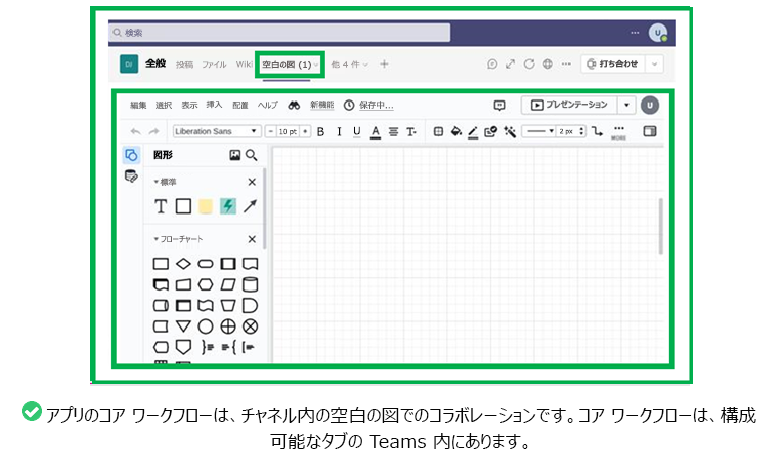 検索
...
U
DI 全般 投稿 ファイル Wiki 空白の図 (1) 他 4 件 +
打ち合わせ
編集 選択 表示 挿入 配置 ヘルプ 新機能 保存中...
プレゼンテーション
U
Liberation Sans - 10 pt + B I U A T 2 px MORE
図形
標準
T
フローチャート
アプリのコア ワークフローは、チャネル内の空白の図でのコラボレーションです。コア ワークフローは、構成
可能なタブの Teams 内にあります。